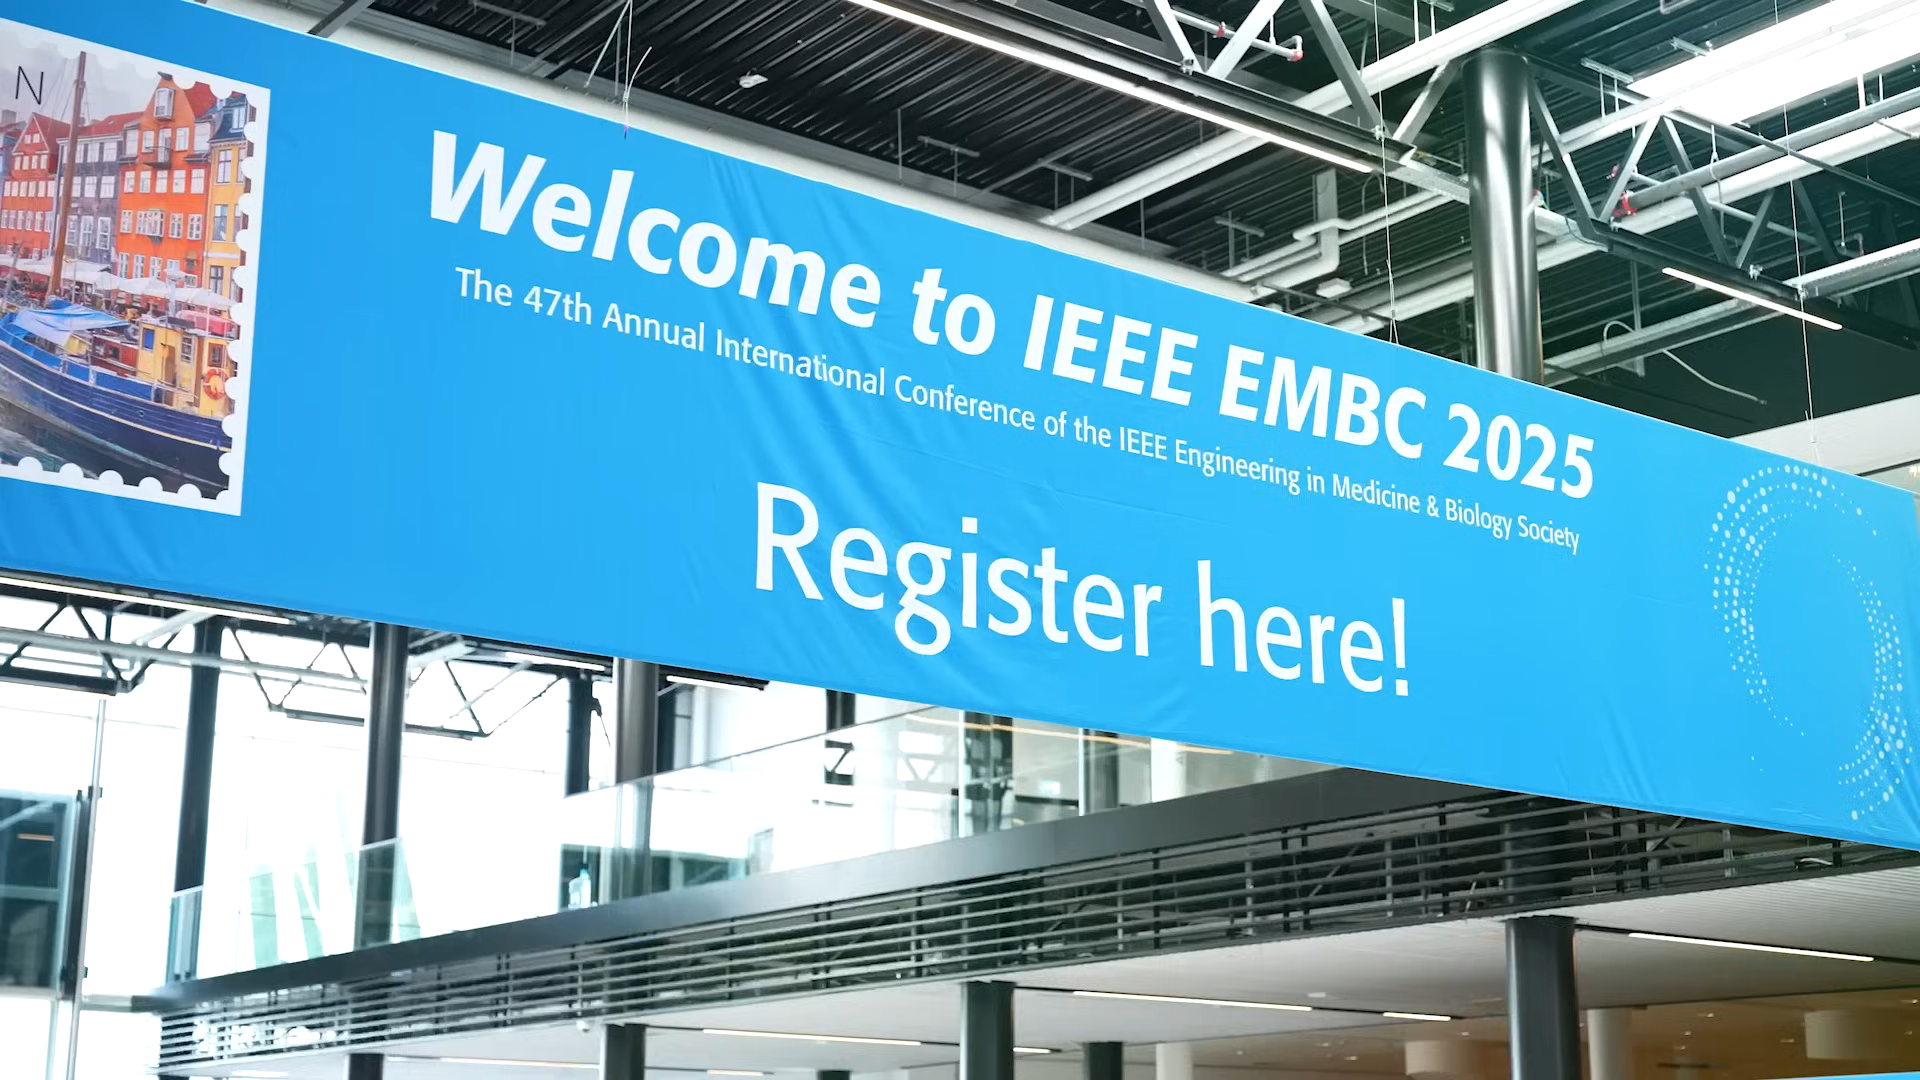 N
Welcome to IEEE EMBC 2025
The 47th Annual International Conference of the IEEE Engineering in Medicine & Biology Society
Register here!